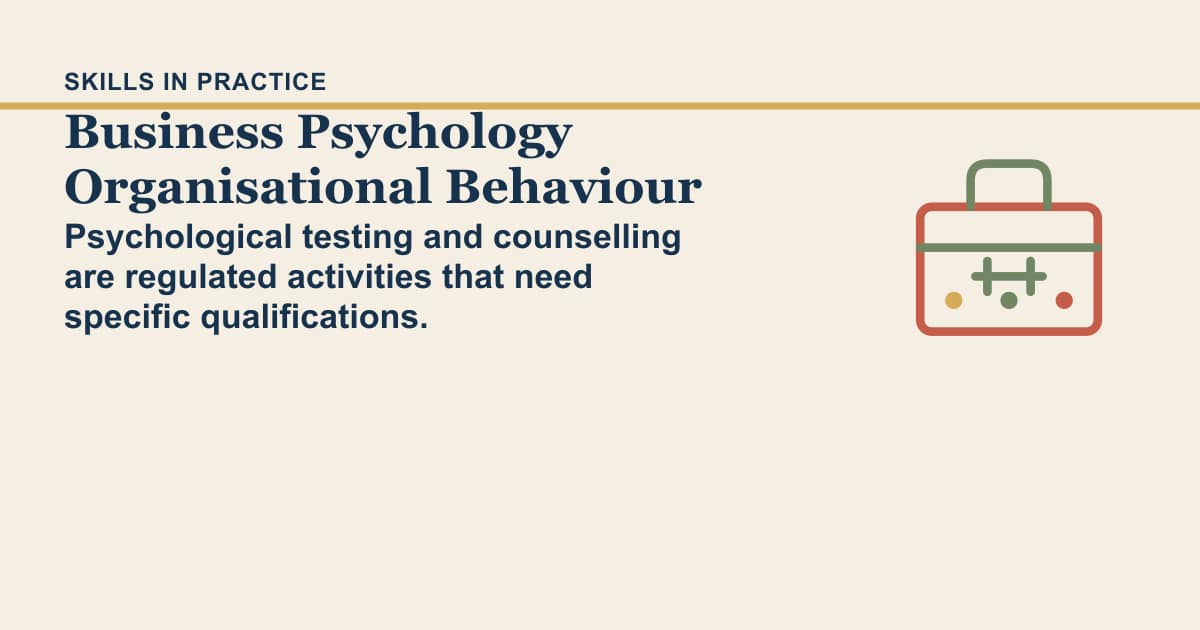 SKILLS IN PRACTICE
Business Psychology
Organisational Behaviour
Psychological testing and counselling
are regulated activities that need
specific qualifications.